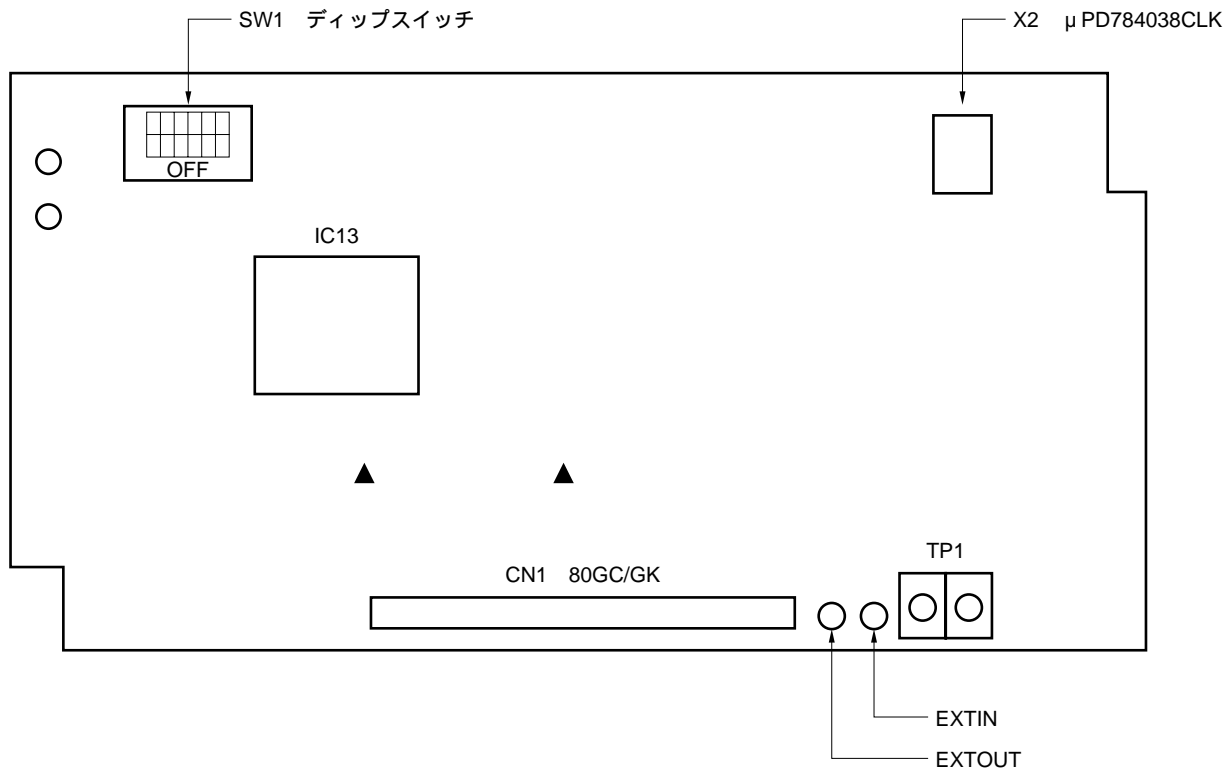 SW1 ディップスイッチ
X2 μPD784038CLK
OFF
IC13
TP1
CN1 80GC/GK
EXTIN
EXTOUT